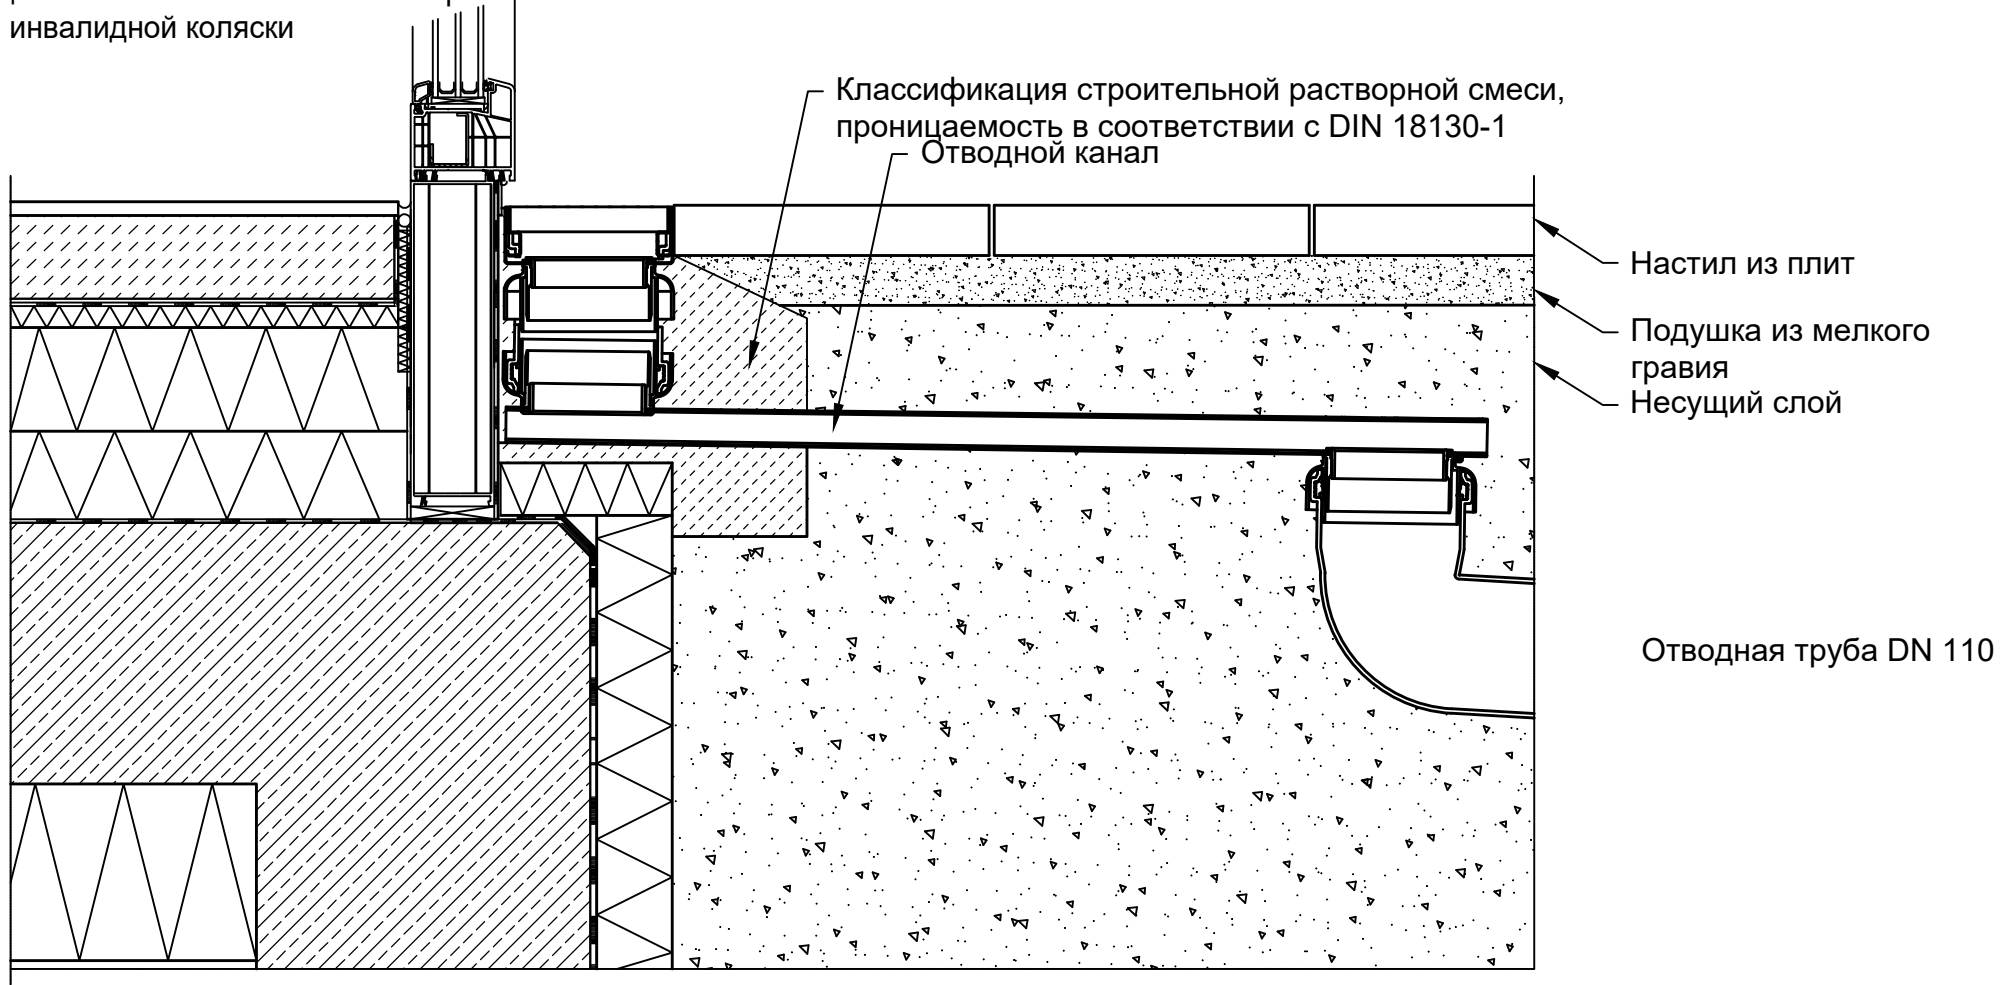 инвалидной коляски
Классификация строительной растворной смеси,
проницаемость в соответствии с DIN 18130-1
Отводной канал
Настил из плит
Подушка из мелкого
гравия
Несущий слой
Отводная труба DN 110